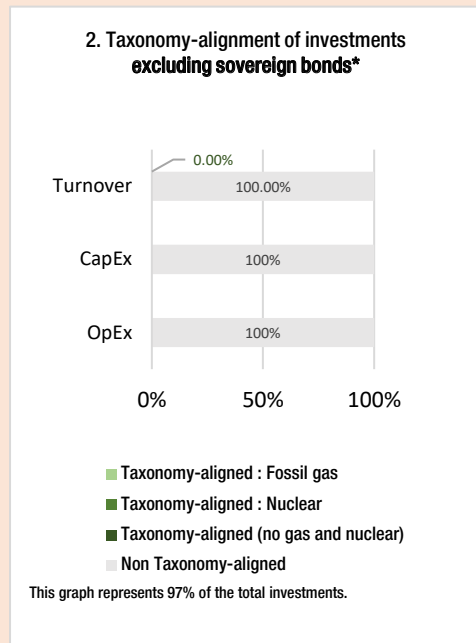 2. Taxonomy-alignment of investments
excluding sovereign bonds*
0.00%
Turnover
100.00%
CapEx
100%
OpEx
100%
0%
50%
100%
Taxonomy-aligned : Fossil gas
Taxonomy-aligned : Nuclear
Taxonomy-aligned (no gas and nuclear)
Non Taxonomy-aligned
This graph represents 97% of the total investments.